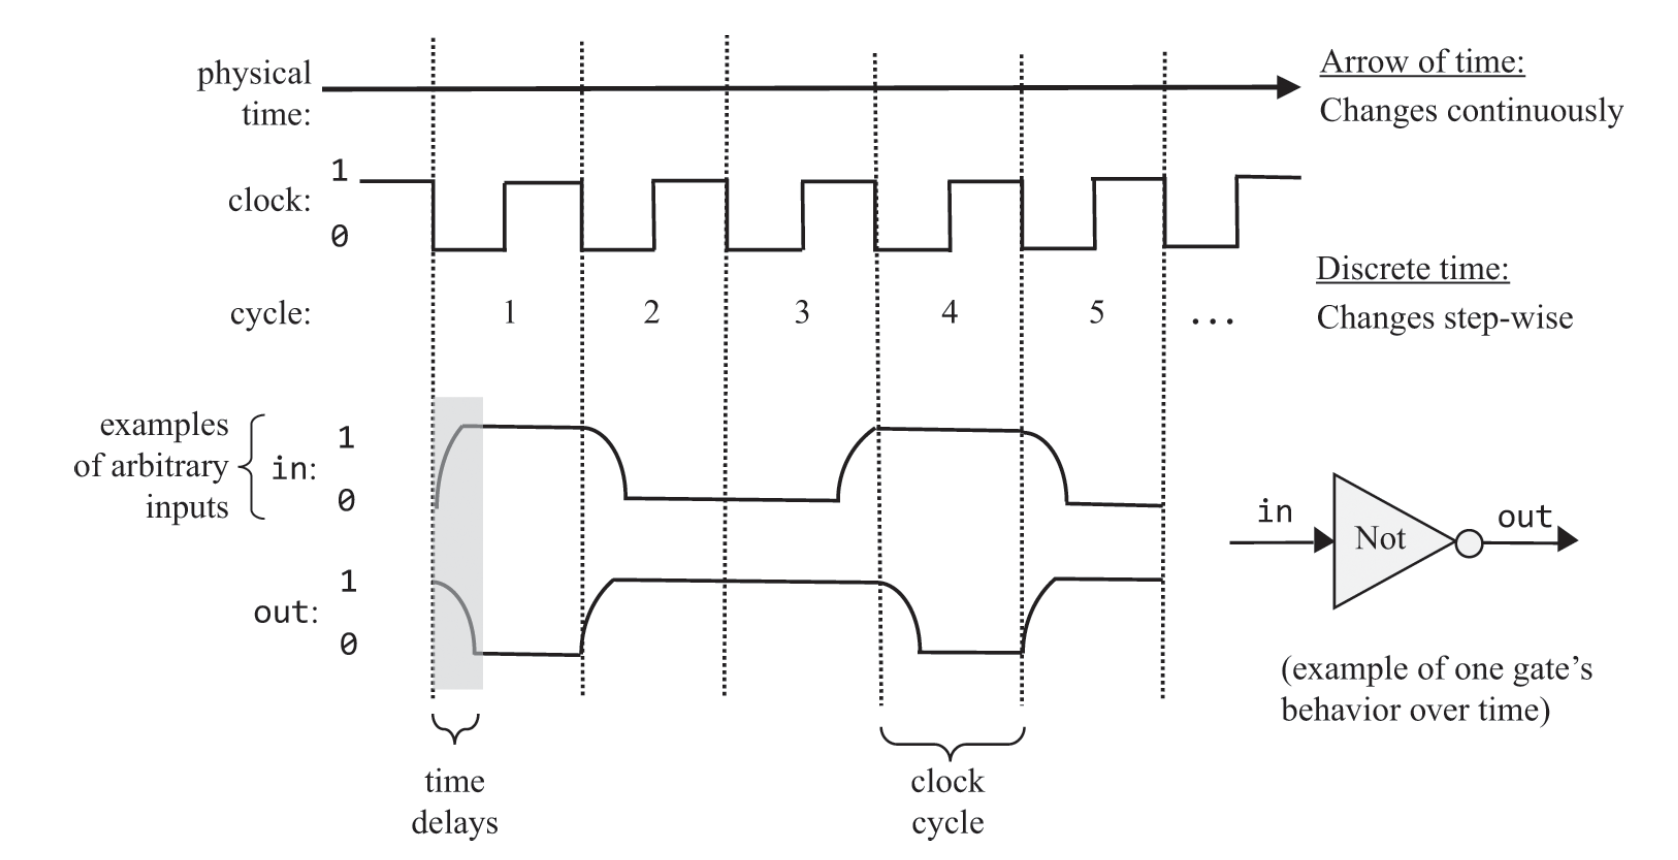 physical
time:
Arrow of time:
Changes continuously
1
clock:
0
Discrete time:
Changes step-wise
cycle:
1 2 3 4 5 ...
examples
of arbitrary
inputs
in:
1
0
in
Not
out
out:
1
0
(example of one gate’s
behavior over time)
time
delays
clock
cycle